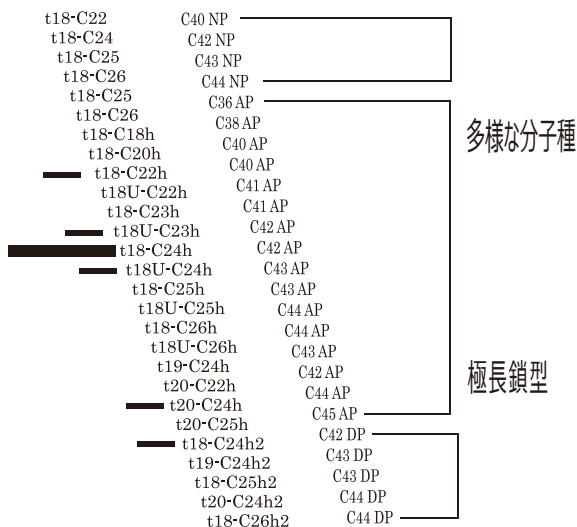 t18-C22
t18-C24
t18-C25
t18-C26
t18-C25
t18-C26
t18-C18h
t18-C20h
t18-C22h
t18U-C22h
t18-C23h
t18U-C23h
t18-C24h
t18U-C24h
t18-C25h
t18U-C25h
t18-C26h
t18U-C26h
t19-C24h
t20-C22h
t20-C24h
t20-C25h
t18-C24h2
t19-C24h2
t18-C25h2
t20-C24h2
t18-C26h2
C40 NP
C42 NP
C43 NP
C44 NP
C36 AP
C38 AP
C40 AP
C40 AP
C41 AP
C41 AP
C42 AP
C42 AP
C43 AP
C43 AP
C44 AP
C44 AP
C43 AP
C42 AP
C44 AP
C45 AP
C42 DP
C43 DP
C43 DP
C44 DP
C44 DP
多様な分子種
極長鎖型